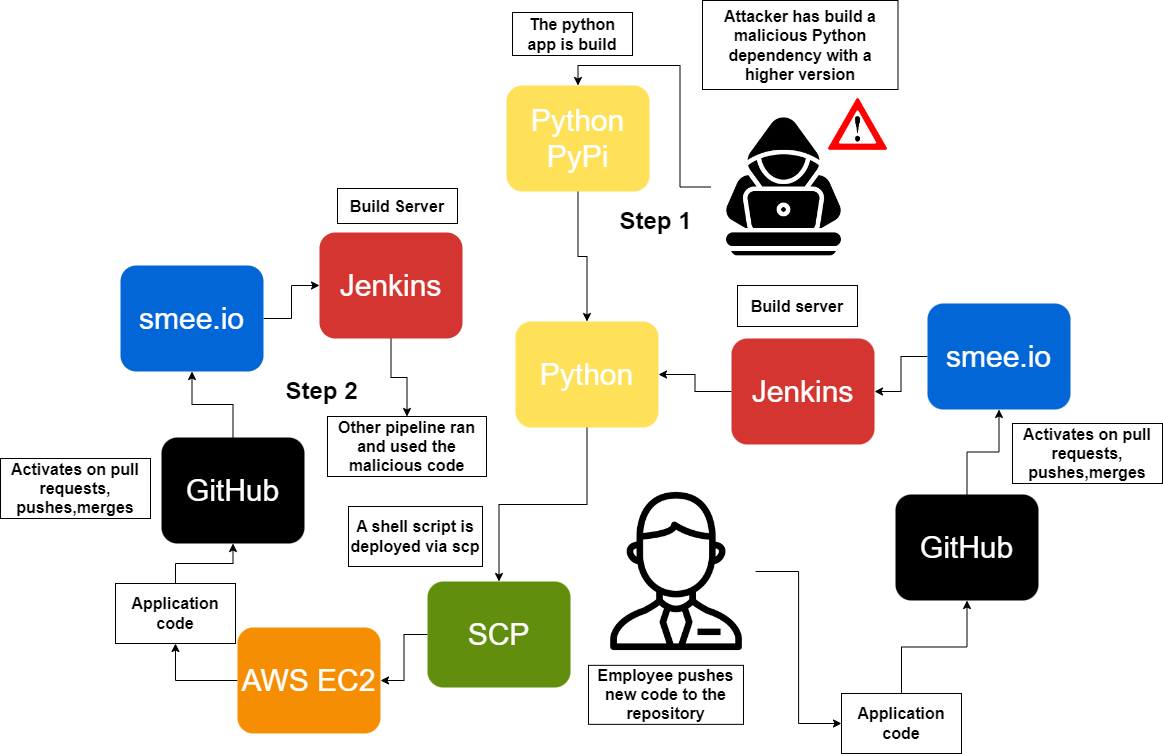 The python
app is build
Attacker has build a
malicious Python
dependency with a
higher version
Python
PyPi
Step 1
Build Server
Jenkins
smee.io
Build server
smee.io
Python
Jenkins
Step 2
Other pipeline ran
and used the
malicious code
Activates on pull
requests,
pushes,merges
Activates on pull
requests,
pushes,merges
GitHub
A shell script is
deployed via scp
GitHub
Application
code
SCP
AWS EC2
Employee pushes
new code to the
repository
Application
code